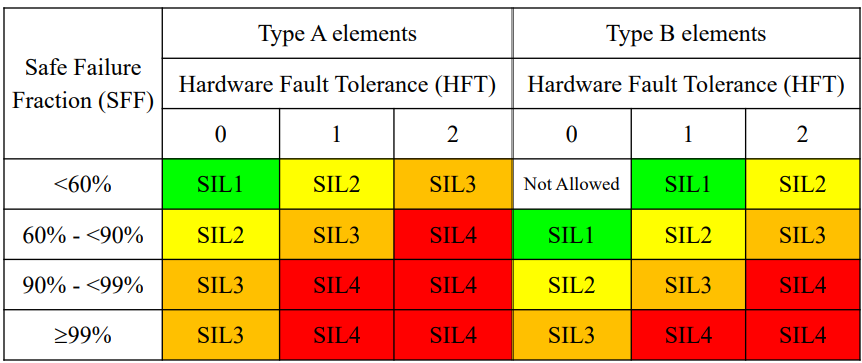 Safe Failure
Fraction (SFF)
Type A elements
Type B elements
Hardware Fault Tolerance (HFT)
Hardware Fault Tolerance (HFT)
0 1 2 0 1 2
<60% SIL1 SIL2 SIL3 Not Allowed SIL1 SIL2
60% - <90% SIL2 SIL3 SIL4 SIL1 SIL2 SIL3
90% - <99% SIL3 SIL4 SIL4 SIL2 SIL3 SIL4
≥99% SIL3 SIL4 SIL4 SIL3 SIL4 SIL4